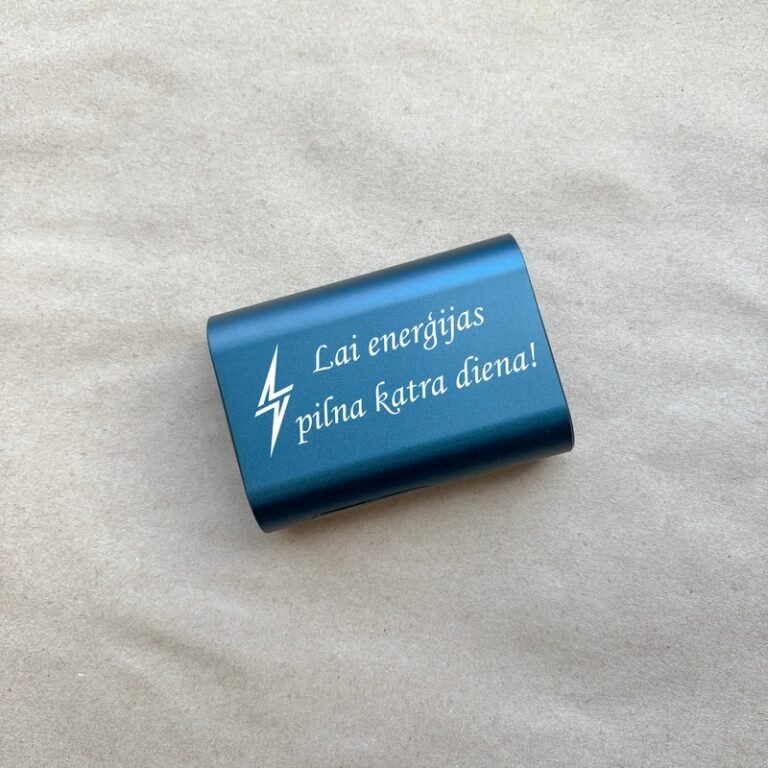 Lai enerģijas
pilna katra diena!